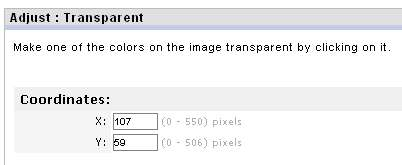 Adjust : Transparent
Make one of the colors on the image transparent by clicking on it.
Coordinates:
X: 107 (0 - 550) pixels
Y: 59 (0 - 506) pixels